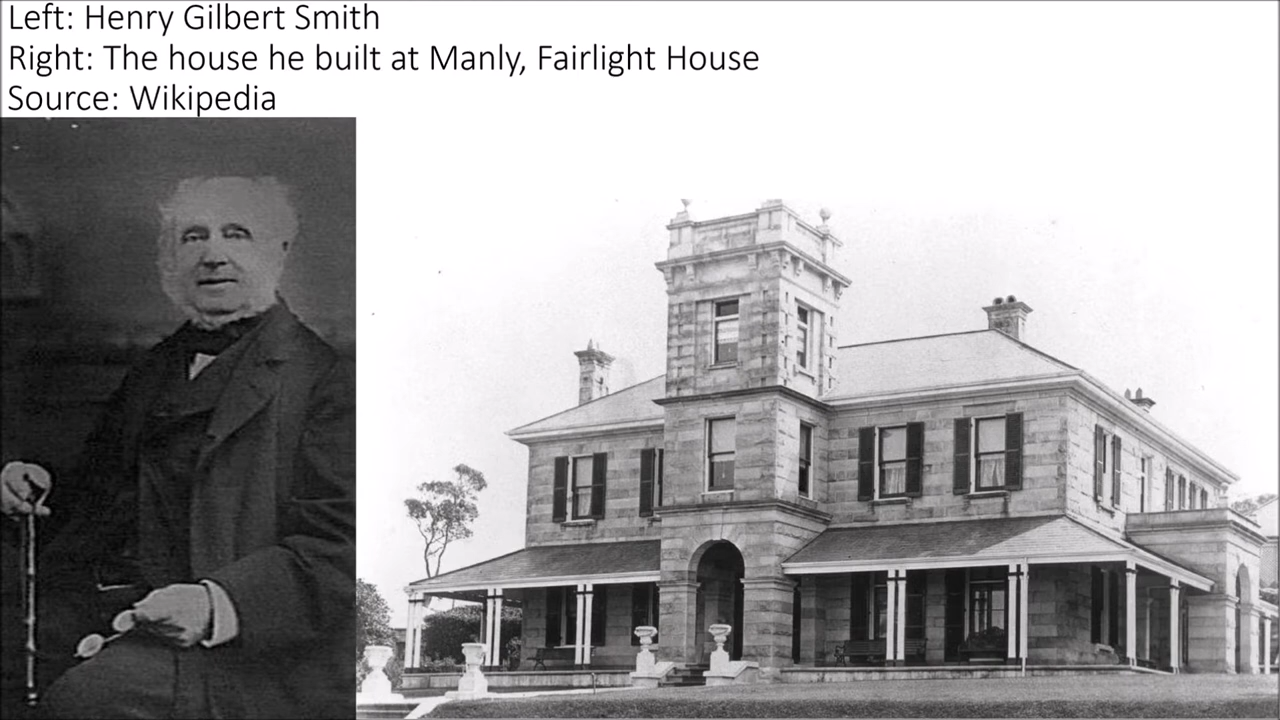 Left: Henry Gilbert Smith
Right: The house he built at Manly, Fairlight House
Source: Wikipedia